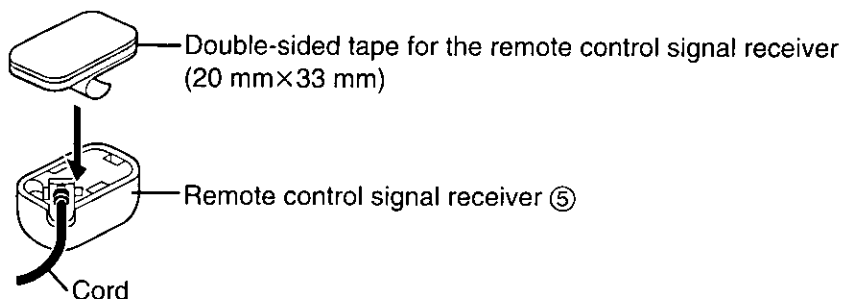 Double-sided tape for the remote control signal receiver
(20 mm×33 mm)
Remote control signal receiver ⑤
Cord